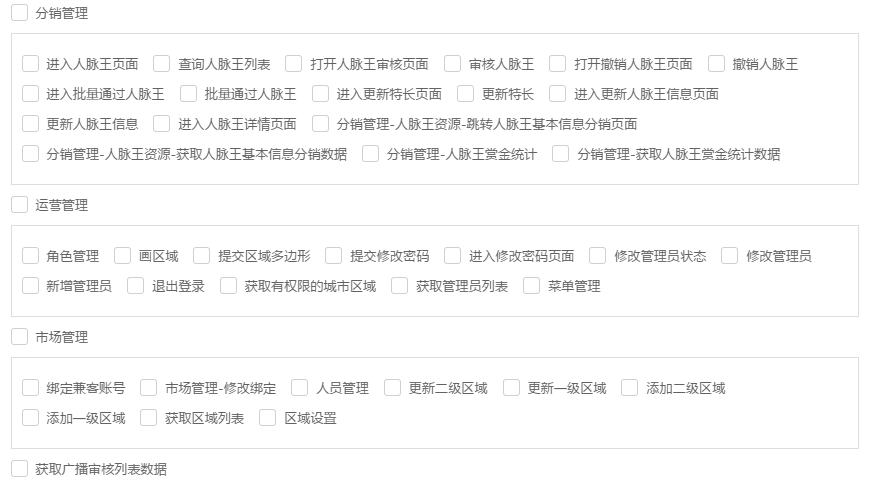 分销管理
进入人脉王页面 查询人脉王列表 打开人脉王审核页面 审核人脉王 打开撤销人脉王页面 撤销人脉王
进入批量通过人脉王 批量通过人脉王 进入更新特长页面 更新特长 进入更新人脉王信息页面
更新人脉王信息 进入人脉王详情页面 分销管理-人脉王资源-跳转人脉王基本信息分销页面
分销管理-人脉王资源-获取人脉王基本信息分销数据 分销管理-人脉王赏金统计 分销管理-获取人脉王赏金统计数据
运营管理
角色管理 画区域 提交区域多边形 提交修改密码 进入修改密码页面 修改管理员状态 修改管理员
新增管理员 退出登录 获取有权限的城市区域 获取管理员列表 菜单管理
市场管理
绑定兼客账号 市场管理-修改绑定 人员管理 更新二级区域 更新一级区域 添加二级区域
添加一级区域 获取区域列表 区域设置
获取广播审核列表数据